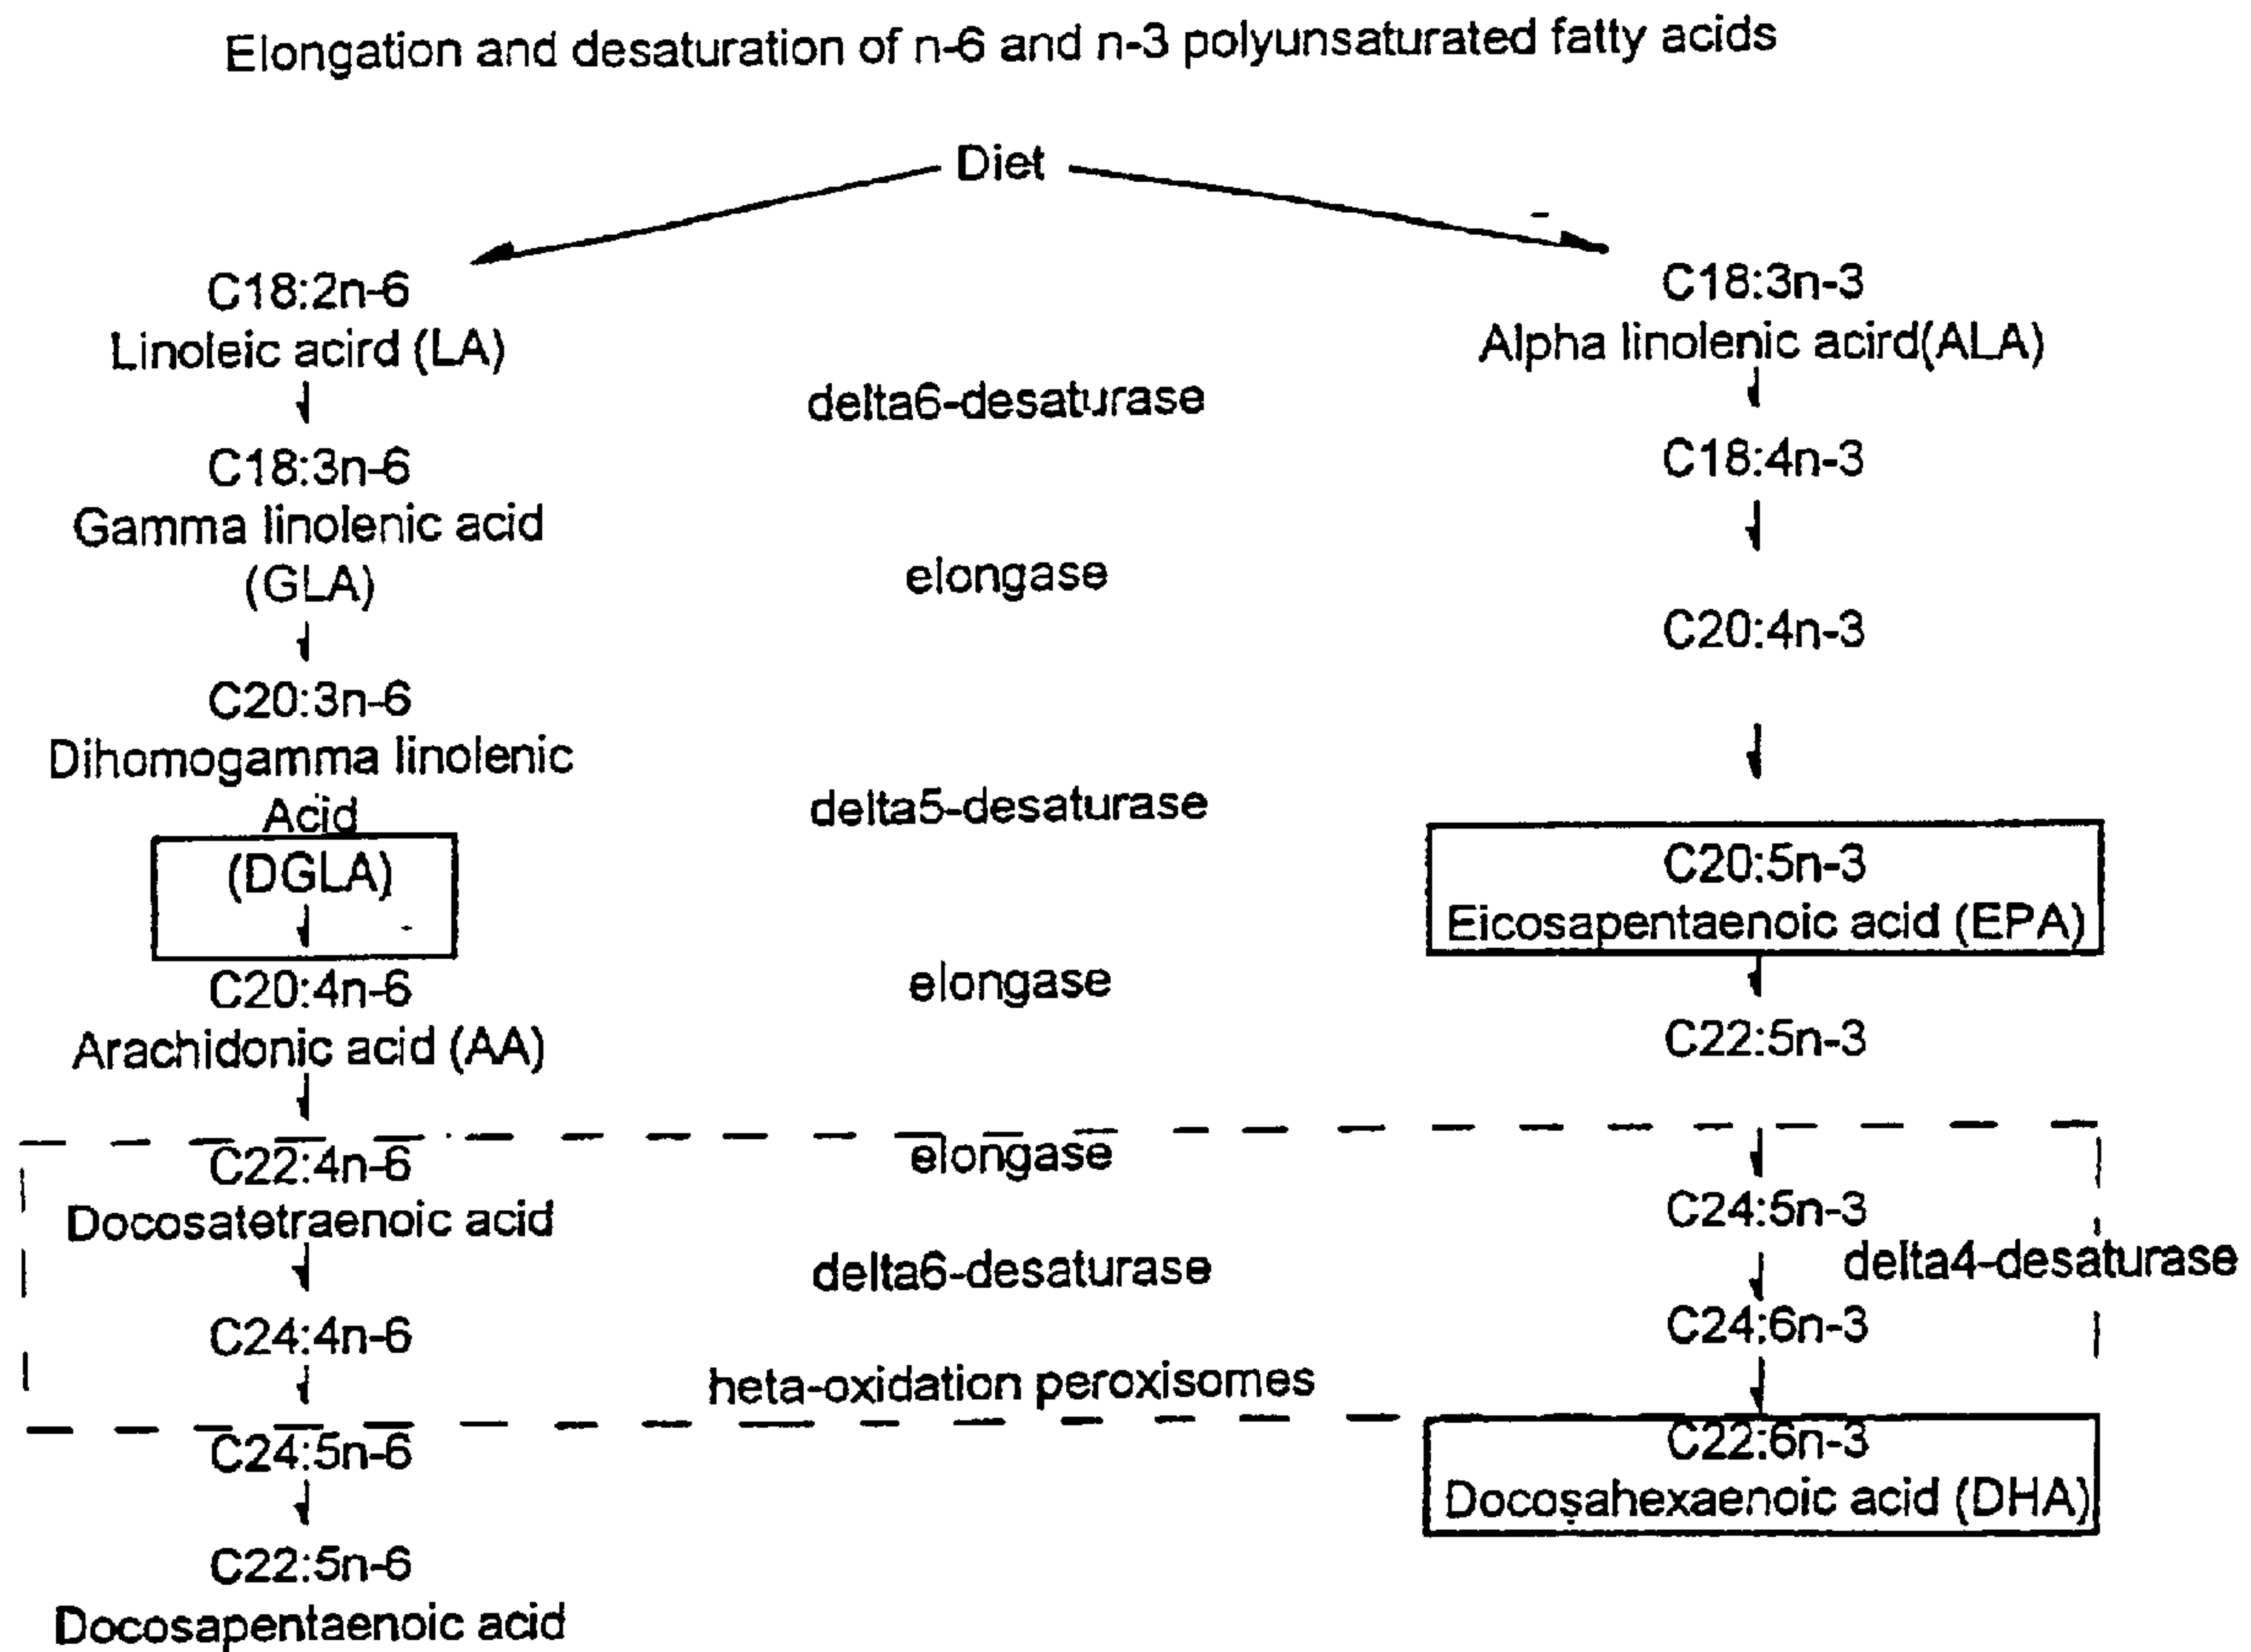 Elongation and desaturation of n-6 and n-3 polyunsaturated fatty acids
Diet
C18:2n-6
Linoleic acird (LA)
C18:3n-6
Gamma linolenic acid
(GLA)
C20:3n-6
Dihomogamma linolenic
Acid
(DGLA)
C20:4n-6
Arachidonic acid (AA)
C22:4n-6
Docosatetraenoic acid
C24:4n-6
C24:5n-6
C22:5n-6
Docosapentaenoic acid
delta6-desaturase
elongase
delta5-desaturase
elongase
elongase
delta6-desaturase
heta-oxidation peroxisomes
C18:3n-3
Alpha linolenic acird(ALA)
C18:4n-3
C20:4n-3
C20:5n-3
Eicosapentaenoic acid (EPA)
C22:5n-3
C24:5n-3
delta4-desaturase
C24:6n-3
C22:6n-3
Docosahexaenoic acid (DHA)